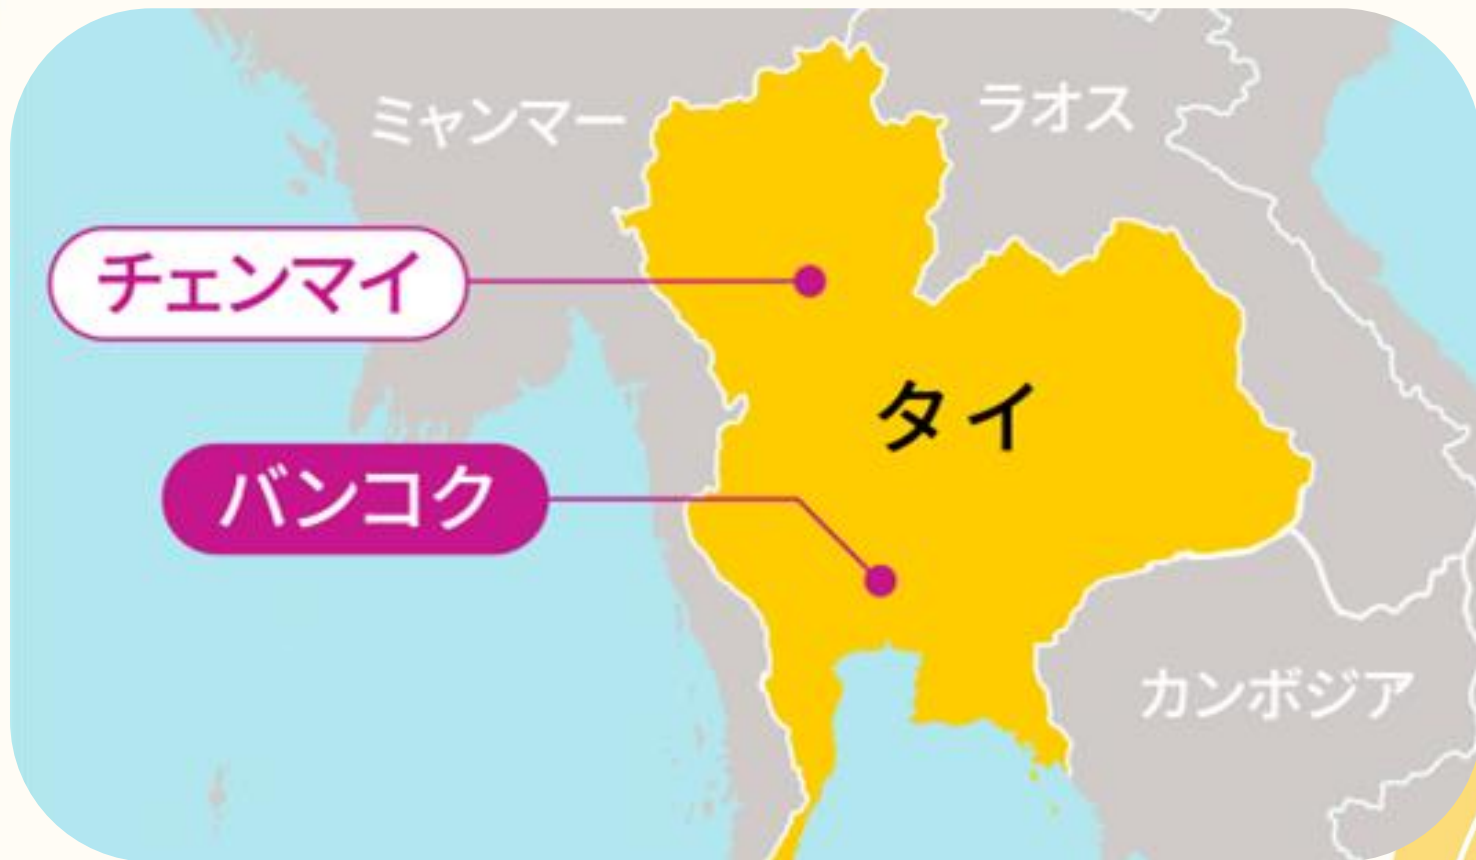 ミャンマー
ラオス
チェンマイ
タイ
バンコク
カンボジア